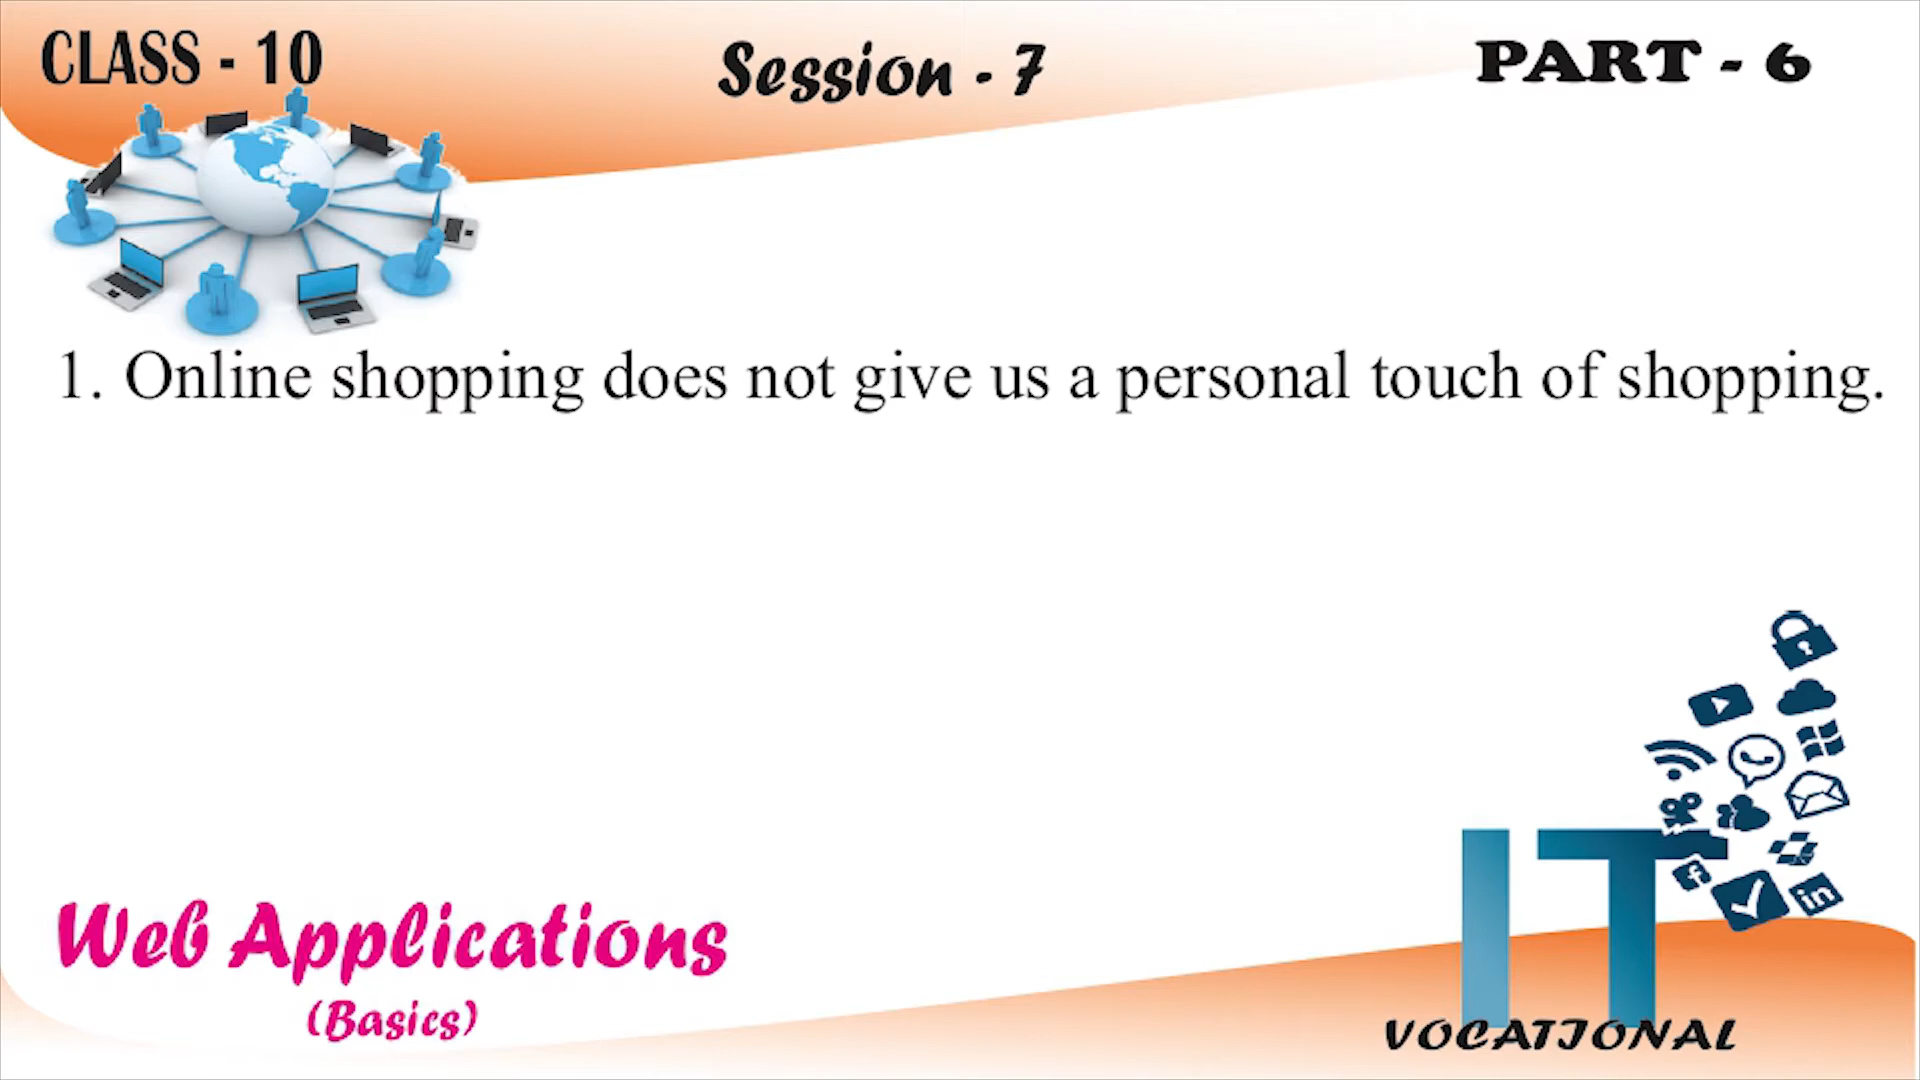 CLASS - 10
Session - 7
PART - 6
1. Online shopping does not give us a personal touch of shopping.
Web Applications
(Basics)
IT
VOCATIONAL
f
in